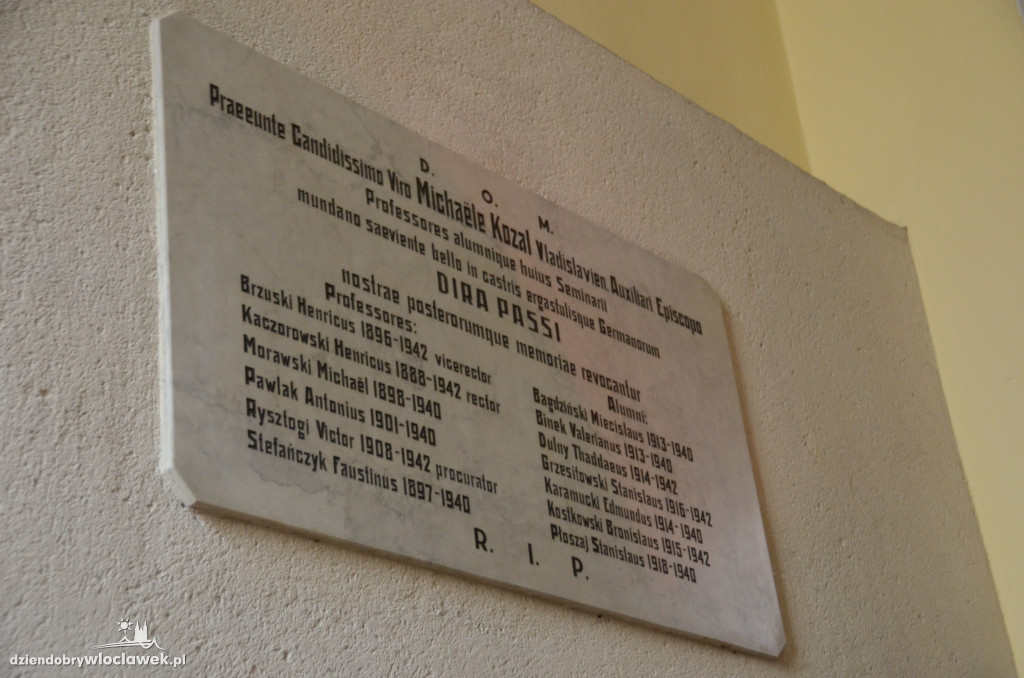 D. O. M.
Praeeunte Candidissimo Viro Michaële Kozal Vladislavien. Auxiliari Episcopo
Professores alumnique huius Seminarii
mundano saeviente bello in castris ergastulisque Germanorum
DIRA PASSI
nostrae posterorumque memoriae revocantur
Professores:
Brzuski Henricus 1896-1942 vicerector
Kaczorowski Henricus 1888-1942 rector
Morawski Michaël 1898-1940
Pawlak Antonius 1901-1940
Rysztogi Victor 1908-1942 procurator
Stefańczyk Faustinus 1897-1940
Alumni:
Bagdziński Miecislaus 1913-1940
Binek Valerianus 1913-1940
Dulny Thaddaeus 1914-1942
Grzesitowski Stanislaus 1916-1942
Karamucki Edmundus 1914-1940
Kostkowski Bronislaus 1915-1942
Płoszaj Stanislaus 1918-1940
R. I. P.
dziendobrywloclawek.pl